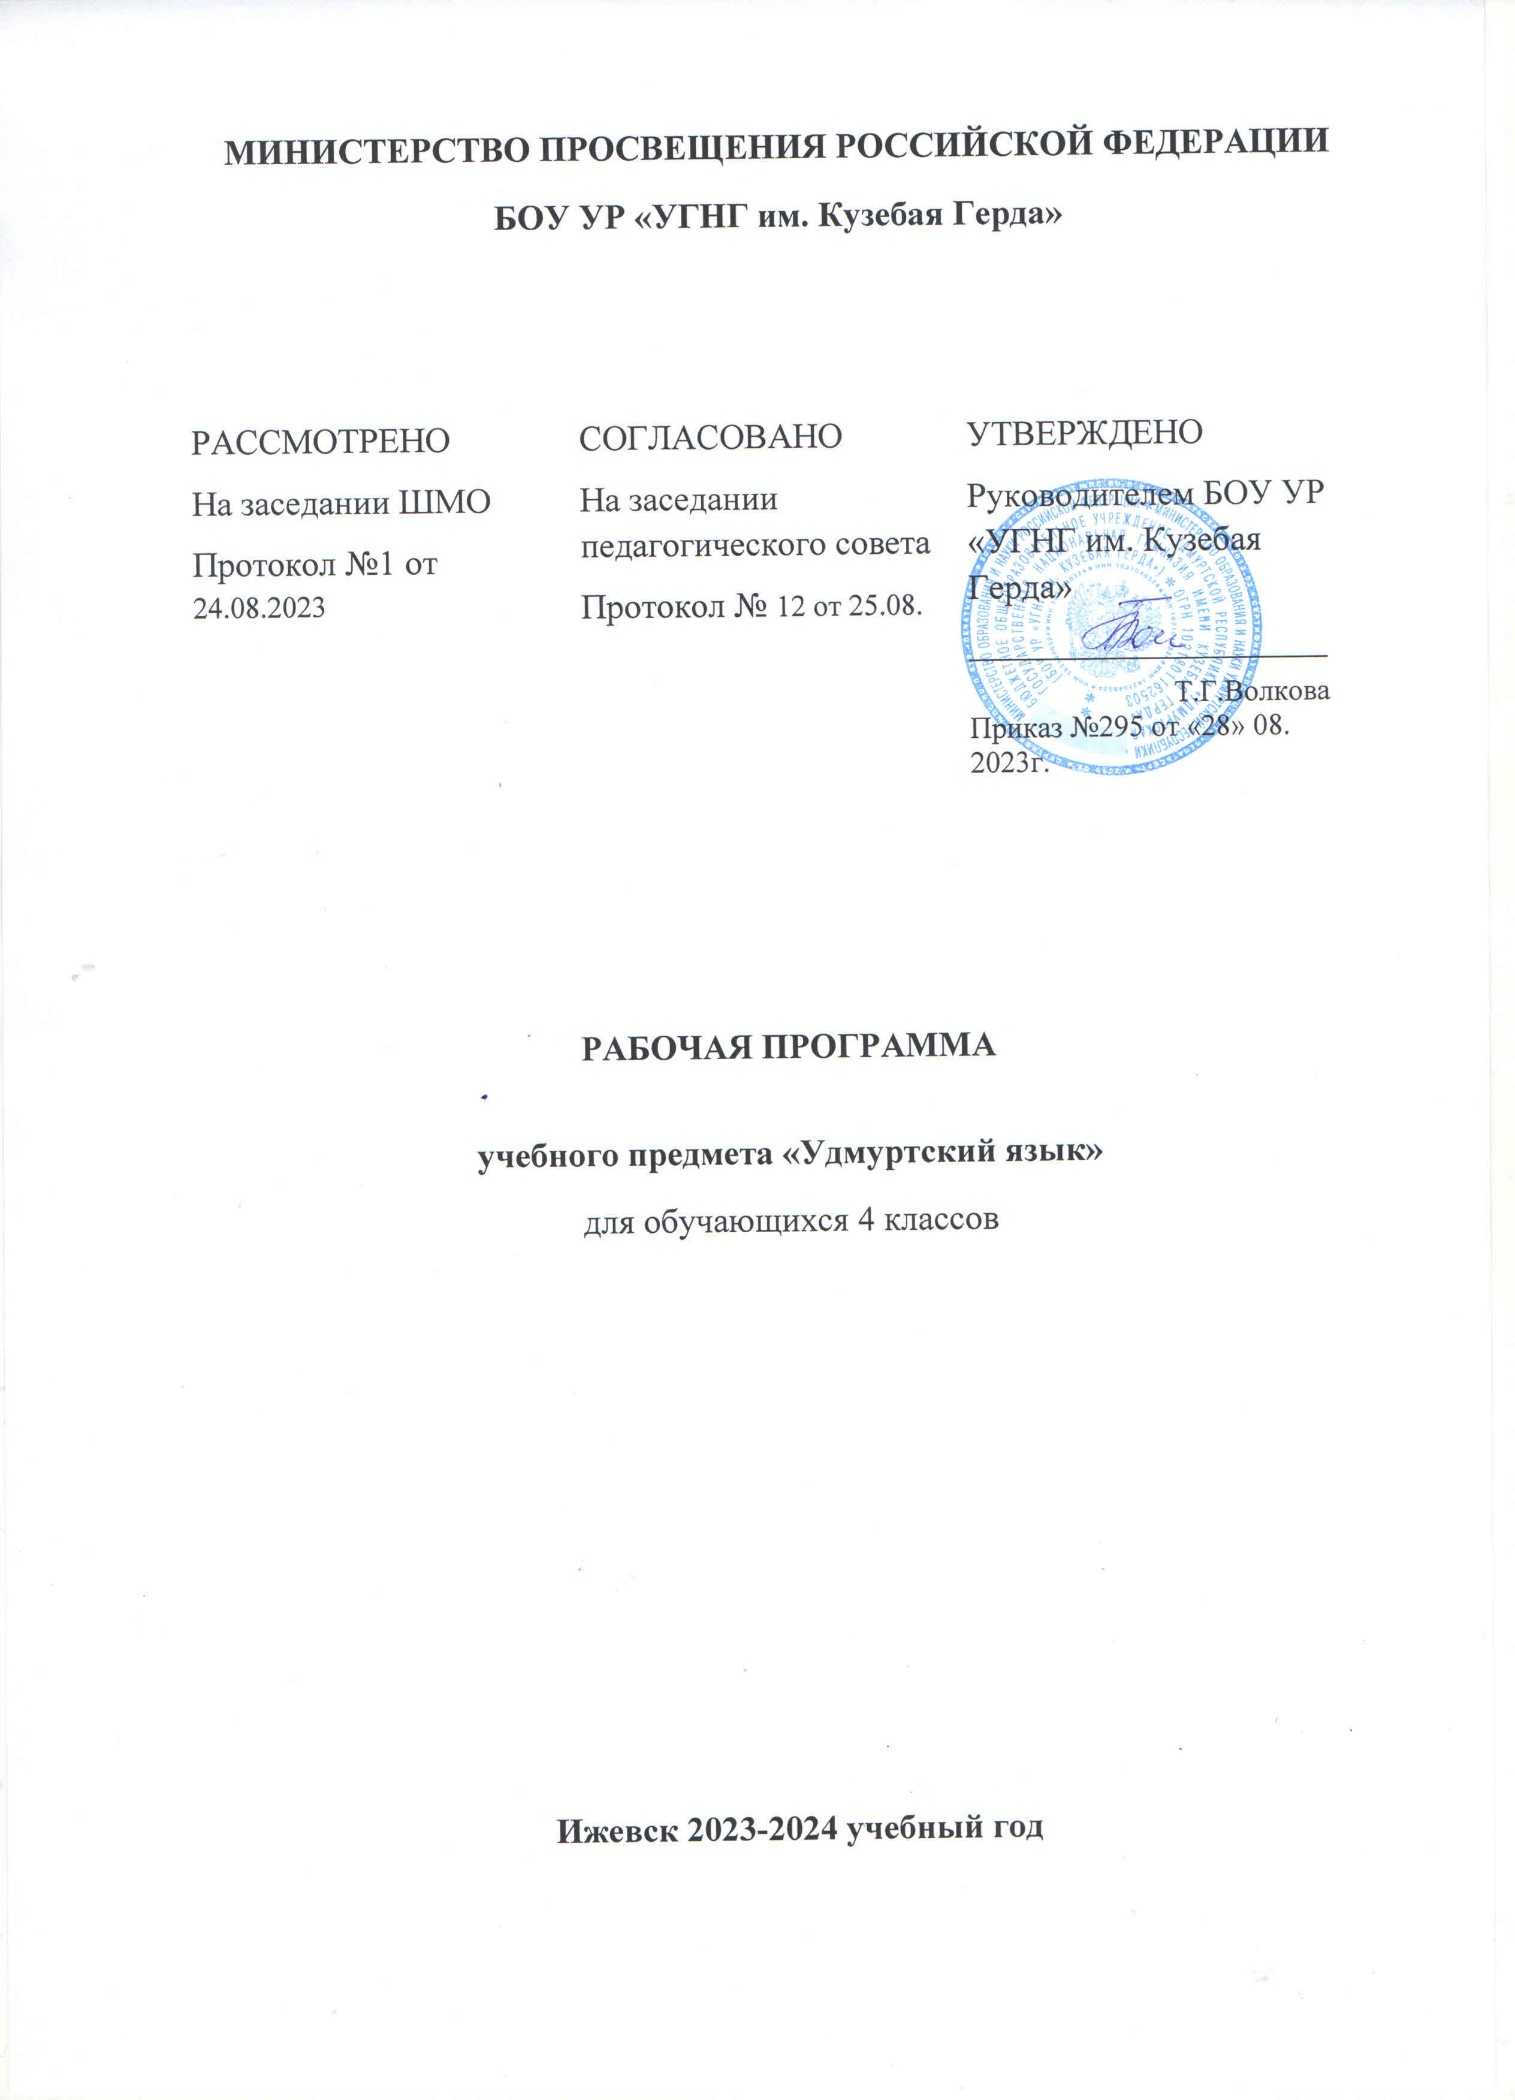 МИНИСТЕРСТВО ПРОСВЕЩЕНИЯ РОССИЙСКОЙ ФЕДЕРАЦИИ
БОУ УР «УГНГ им. Кузебая Герда»
РАССМОТРЕНО
На заседании ШМО
Протокол №1 от
24.08.2023
СОГЛАСОВАНО
На заседании
педагогического совета
Протокол № 12 от 25.08.
УТВЕРЖДЕНО
Руководителем БОУ УР
«УГНГ им. Кузебая
Герда»
Т.Г.Волкова
Приказ №295 от «28» 08.
2023г.
РАБОЧАЯ ПРОГРАММА
учебного предмета «Удмуртский язык»
для обучающихся 4 классов
Ижевск 2023-2024 учебный год